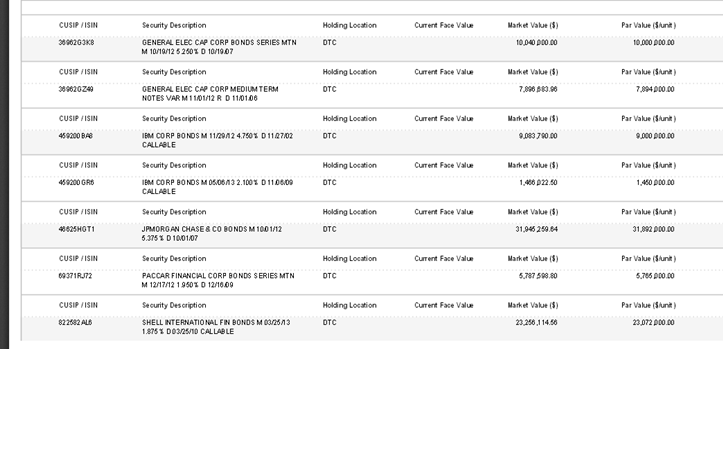 CUSIP / ISIN Security Description Holding Location Current Face Value Market Value ($) Par Value ($/unit)
36962G3K8 GENERAL ELEC CAP CORP BONDS SERIES MTN DTC 10,040,000.00 10,000,000.00
M 10/19/12 5.250% D 10/19/07
CUSIP / ISIN Security Description Holding Location Current Face Value Market Value ($) Par Value ($/unit)
36962GZ49 GENERAL ELEC CAP CORP MEDIUM TERM DTC 7,896,683.96 7,894,000.00
NOTES VAR M 11/01/12 R D 11/01/06
CUSIP / ISIN Security Description Holding Location Current Face Value Market Value ($) Par Value ($/unit)
459200BA8 IBM CORP BONDS M 11/29/12 4.750% D 11/27/02 DTC 9,083,790.00 9,000,000.00
CALLABLE
CUSIP / ISIN Security Description Holding Location Current Face Value Market Value ($) Par Value ($/unit)
459200GR6 IBM CORP BONDS M 05/06/13 2.100% D 11/06/09 DTC 1,466,022.50 1,450,000.00
CALLABLE
CUSIP / ISIN Security Description Holding Location Current Face Value Market Value ($) Par Value ($/unit)
46625HGT1 JPMORGAN CHASE & CO BONDS M 10/01/12 DTC 31,945,259.64 31,892,000.00
5.375% D 10/01/07
CUSIP / ISIN Security Description Holding Location Current Face Value Market Value ($) Par Value ($/unit)
69371RJ72 PACCAR FINANCIAL CORP BONDS SERIES MTN DTC 5,787,598.80 5,765,000.00
M 12/17/12 1.950% D 12/16/09
CUSIP / ISIN Security Description Holding Location Current Face Value Market Value ($) Par Value ($/unit)
822582AL6 SHELL INTERNATIONAL FIN BONDS M 03/25/13 DTC 23,256,114.56 23,072,000.00
1.875% D 03/25/10 CALLABLE